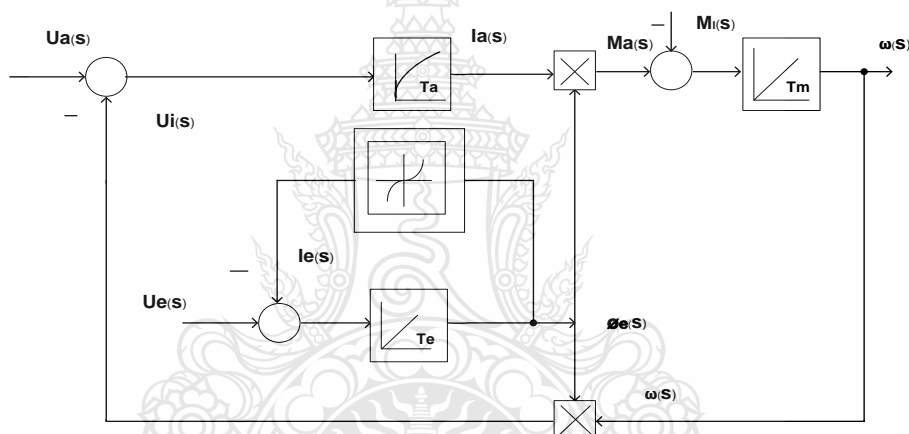 Ua(s)
Ia(s)
Ma(s)
Ml(s)
ω(s)
Ta
Tm
Ui(s)
Ie(s)
Ue(s)
Te
Øe(s)
ω(s)